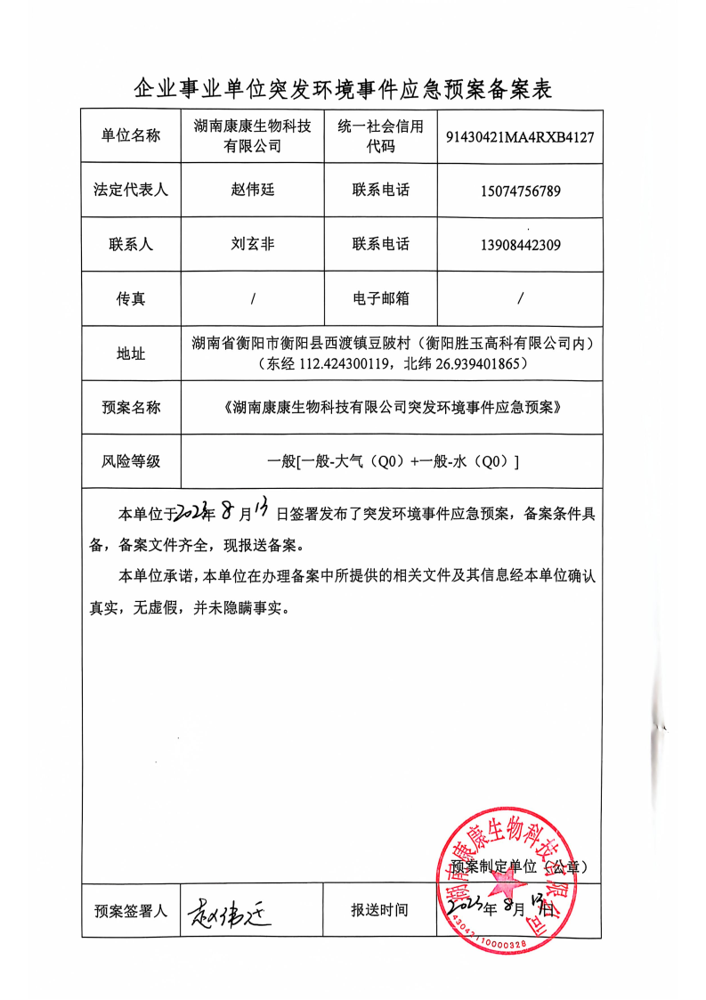 企业事业单位突发环境事件应急预案备案表
单位名称
湖南康康生物科技
有限公司
统一社会信用
代码
91430421MA4RXB4127
法定代表人
赵伟廷
联系电话
15074756789
联系人
刘玄非
联系电话
13908442309
传真
/
电子邮箱
/
地址
湖南省衡阳市衡阳县西渡镇豆陂村（衡阳胜玉高科有限公司内）
（东经 112.424300119，北纬 26.939401865）
预案名称
《湖南康康生物科技有限公司突发环境事件应急预案》
风险等级
一般[一般-大气（Q0）+一般-水（Q0）]
本单位于2023年 8 月 13 日签署发布了突发环境事件应急预案，备案条件具
备，备案文件齐全，现报送备案。
本单位承诺，本单位在办理备案中所提供的相关文件及其信息经本单位确认
真实，无虚假，并未隐瞒事实。
预案制定单位（公章）
湖南康康生物科技有限公司
43042110000328
预案签署人
赵伟廷
报送时间
2023年 8月 13日